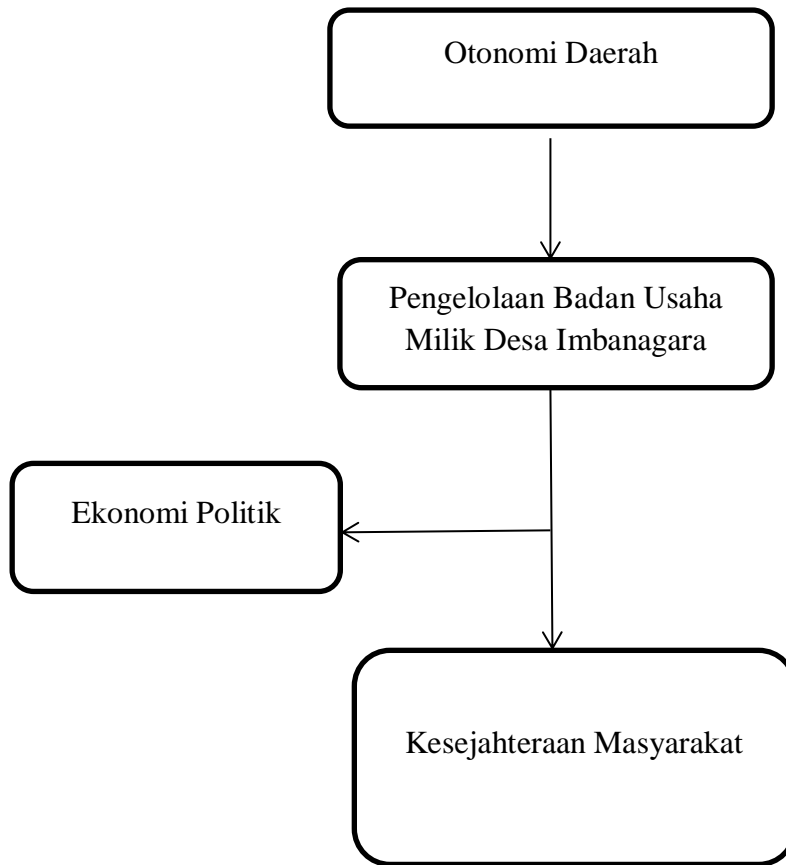 Otonomi Daerah
Pengelolaan Badan Usaha
Milik Desa Imbanagara
Ekonomi Politik
Kesejahteraan Masyarakat